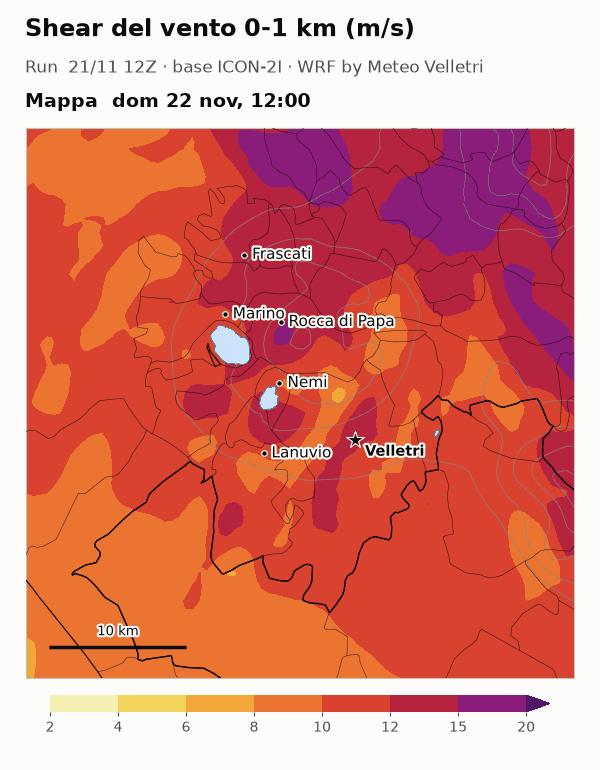 Shear del vento 0-1 km (m/s)
Run  21/11 12Z · base ICON-2I · WRF by Meteo Velletri
Mappa  dom 22 nov, 12:00
Frascati
Marino
Rocca di Papa
Nemi
Velletri
Lanuvio
10 km
2 4 6 8 10 12 15 20